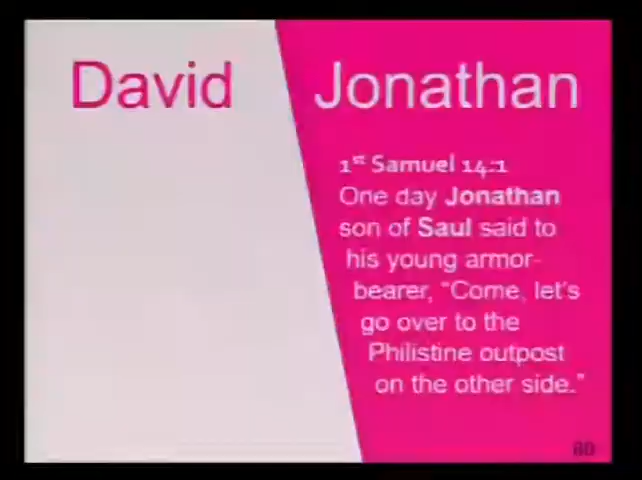 David
Jonathan
1st Samuel 14:1
One day Jonathan
son of Saul said to
his young armor-
bearer, “Come, let’s
go over to the
Philistine outpost
on the other side.”
80